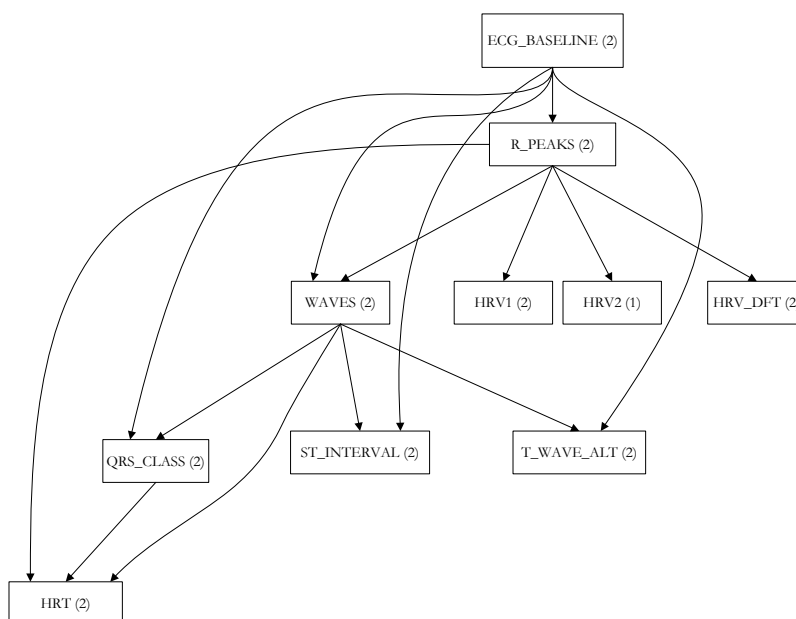 ECG_BASELINE (2)
R_PEAKS (2)
WAVES (2)
HRV1 (2)
HRV2 (1)
HRV_DFT (2
QRS_CLASS (2)
ST_INTERVAL (2)
T_WAVE_ALT (2)
HRT (2)